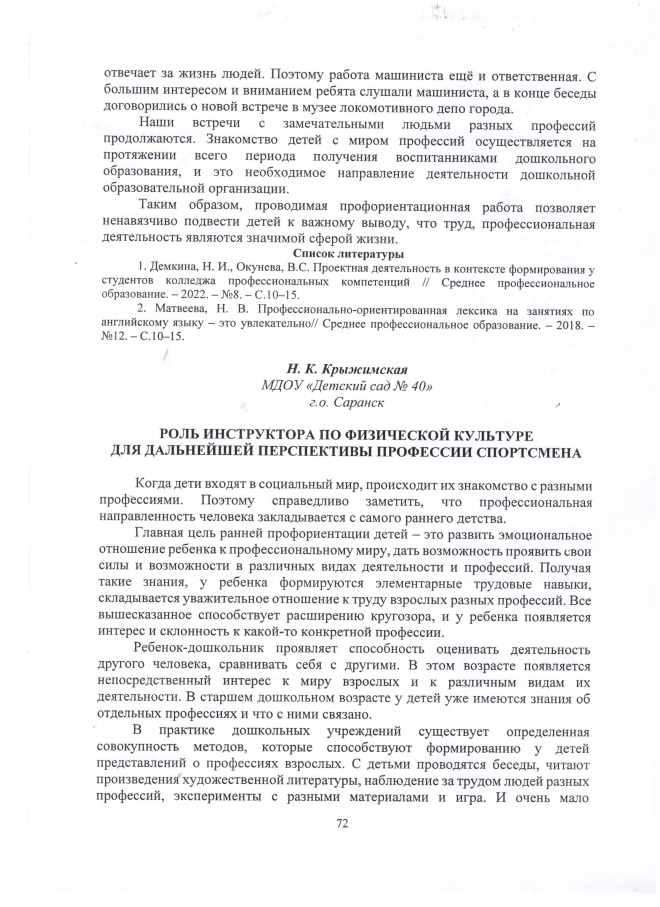 отвечает за жизнь людей. Поэтому работа машиниста ещё и ответственная. С
большим интересом и вниманием ребята слушали машиниста, а в конце беседы
договорились о новой встрече в музее локомотивного депо города.
Наши встречи с замечательными людьми разных профессий
продолжаются. Знакомство детей с миром профессий осуществляется на
протяжении всего периода получения воспитанниками дошкольного
образования, и это необходимое направление деятельности дошкольной
образовательной организации.
Таким образом, проводимая профориентационная работа позволяет
ненавязчиво подвести детей к важному выводу, что труд, профессиональная
деятельность являются значимой сферой жизни.
Список литературы
1. Демкина, Н. И., Окунева, В.С. Проектная деятельность в контексте формирования у
студентов колледжа профессиональных компетенций // Среднее профессиональное
образование. – 2022. – №8. – С.10–15.
2. Матвеева, Н. В. Профессионально-ориентированная лексика на занятиях по
английскому языку – это увлекательно// Среднее профессиональное образование. – 2018. –
№12. – С.10–15.
Н. К. Крыжимская
МДОУ «Детский сад № 40»
г.о. Саранск
РОЛЬ ИНСТРУКТОРА ПО ФИЗИЧЕСКОЙ КУЛЬТУРЕ
ДЛЯ ДАЛЬНЕЙШЕЙ ПЕРСПЕКТИВЫ ПРОФЕССИИ СПОРТСМЕНА
Когда дети входят в социальный мир, происходит их знакомство с разными
профессиями. Поэтому справедливо заметить, что профессиональная
направленность человека закладывается с самого раннего детства.
Главная цель ранней профориентации детей – это развить эмоциональное
отношение ребенка к профессиональному миру, дать возможность проявить свои
силы и возможности в различных видах деятельности и профессий. Получая
такие знания, у ребенка формируются элементарные трудовые навыки,
складывается уважительное отношение к труду взрослых разных профессий. Все
вышесказанное способствует расширению кругозора, и у ребенка появляется
интерес и склонность к какой-то конкретной профессии.
Ребенок-дошкольник проявляет способность оценивать деятельность
другого человека, сравнивать себя с другими. В этом возрасте появляется
непосредственный интерес к миру взрослых и к различным видам их
деятельности. В старшем дошкольном возрасте у детей уже имеются знания об
отдельных профессиях и что с ними связано.
В практике дошкольных учреждений существует определенная
совокупность методов, которые способствуют формированию у детей
представлений о профессиях взрослых. С детьми проводятся беседы, читают
произведения художественной литературы, наблюдение за трудом людей разных
профессий, эксперименты с разными материалами и игра. И очень мало
72